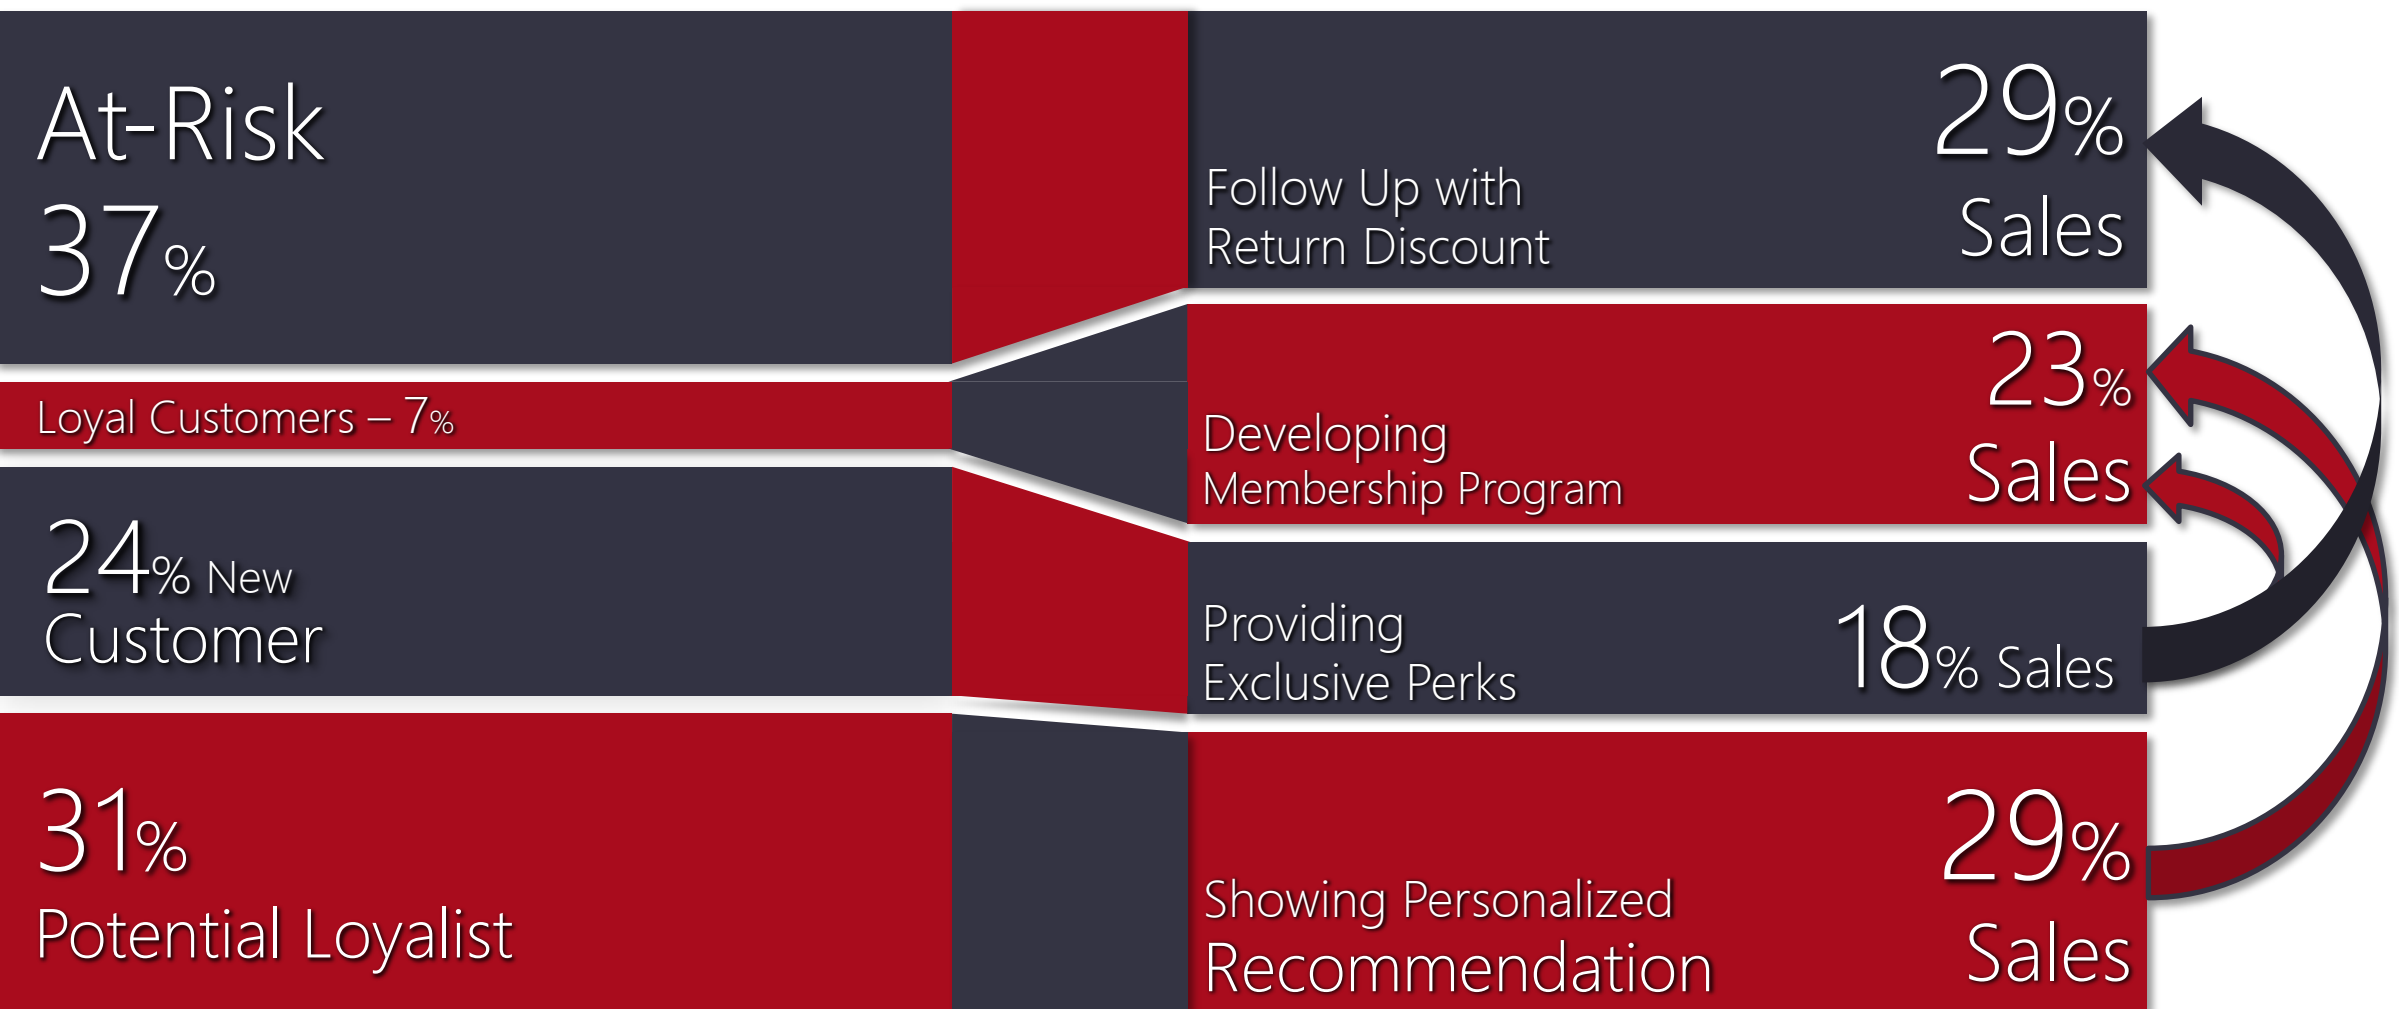 At-Risk
37%
Follow Up with
Return Discount
29%
Sales
Loyal Customers – 7%
Developing
Membership Program
23%
Sales
24% New
Customer
Providing
Exclusive Perks
18% Sales
31%
Potential Loyalist
Showing Personalized
Recommendation
29%
Sales